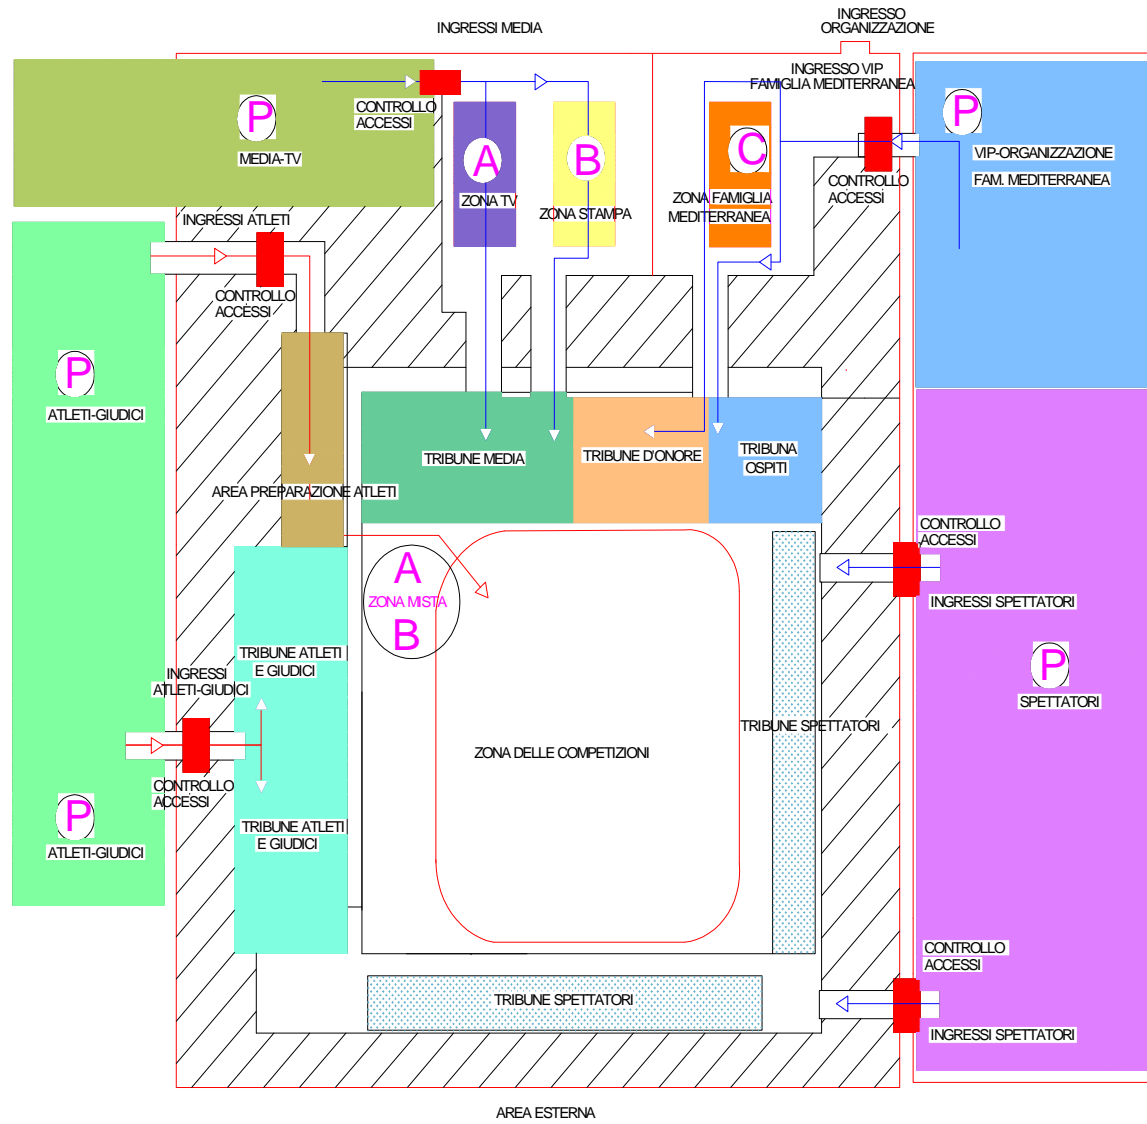 INGRESSI MEDIA
INGRESSO
ORGANIZZAZIONE
INGRESSO VIP
FAMIGLIA MEDITERRANEA
CONTROLLO
ACCESSI
P
MEDIA-TV
A
ZONA TV
B
ZONA STAMPA
C
ZONA FAMIGLIA
MEDITERRANEA
CONTROLLO
ACCESSI
P
VIP-ORGANIZZAZIONE
FAM. MEDITERRANEA
INGRESSI ATLETI
CONTROLLO
ACCESSI
P
ATLETI-GIUDICI
AREA PREPARAZIONE ATLETI
TRIBUNE MEDIA
TRIBUNE D'ONORE
TRIBUNA
OSPITI
CONTROLLO
ACCESSI
INGRESSI SPETTATORI
A
ZONA MISTA
B
TRIBUNE ATLETI
E GIUDICI
INGRESSI
ATLETI-GIUDICI
P
SPETTATORI
TRIBUNE SPETTATORI
ZONA DELLE COMPETIZIONI
CONTROLLO
ACCESSI
P
ATLETI-GIUDICI
TRIBUNE ATLETI
E GIUDICI
CONTROLLO
ACCESSI
TRIBUNE SPETTATORI
INGRESSI SPETTATORI
AREA ESTERNA